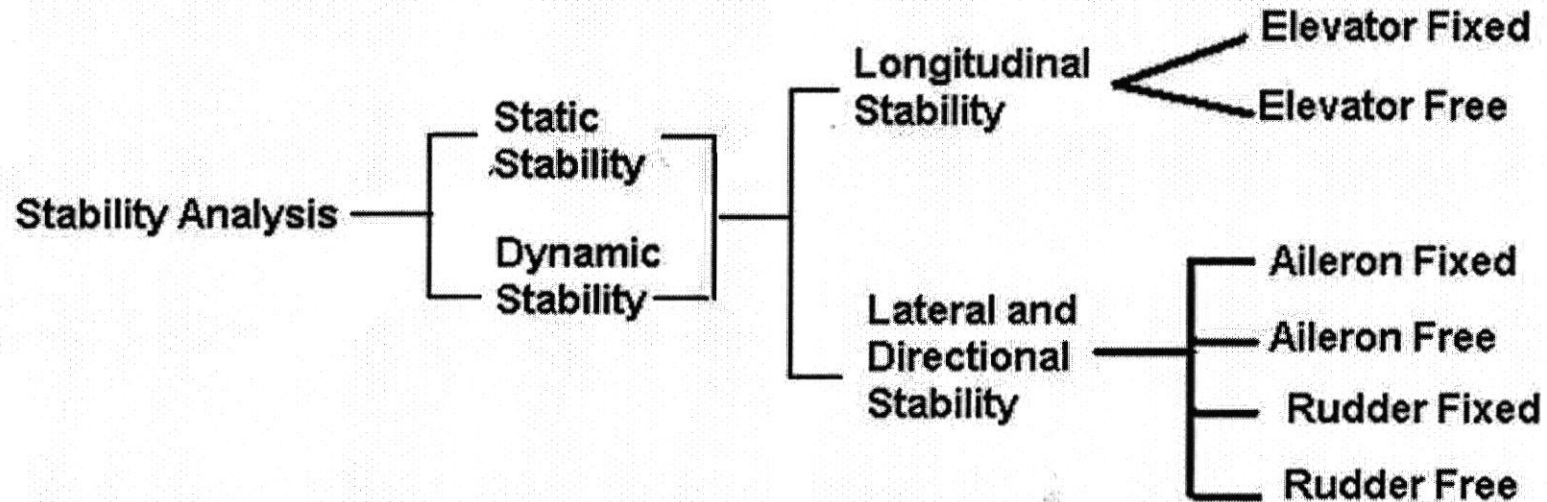 Stability Analysis
Static
Stability
Dynamic
Stability
Longitudinal
Stability
Lateral and
Directional
Stability
Elevator Fixed
Elevator Free
Aileron Fixed
Aileron Free
Rudder Fixed
Rudder Free